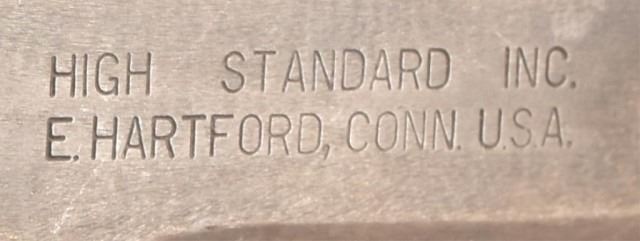 HIGH STANDARD INC.
E. HARTFORD, CONN. U.S.A.